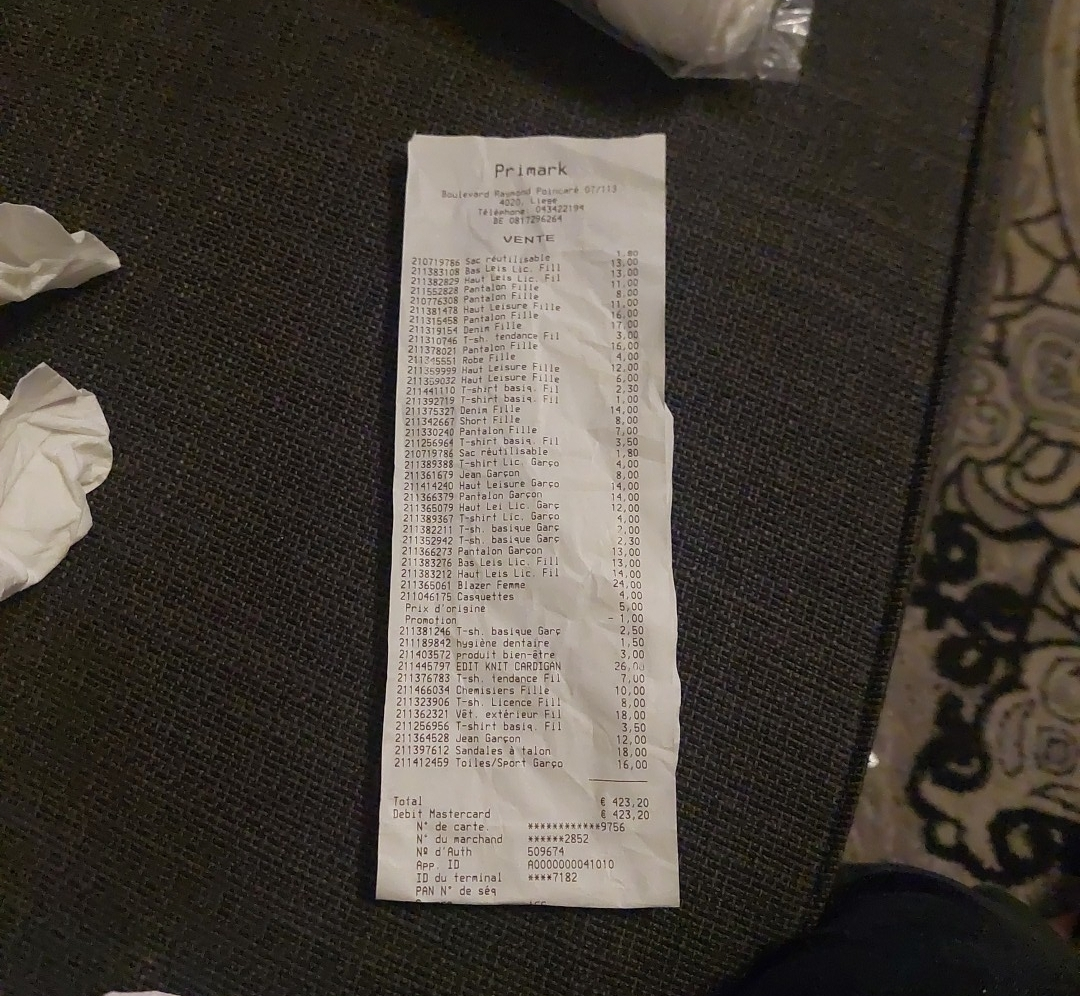 Primark
Boulevard Raymond Poincaré 07/113
4020, Liege
Téléphone: 043422194
BE 0817296264
VENTE
210719786 Sac réutilisable 1,80
211383108 Bas Leis Lic. Fill 13,00
211382829 Haut Leis Lic. Fil 13,00
211552828 Pantalon Fille 11,00
210776308 Pantalon Fille 8,00
211381478 Haut Leisure Fille 11,00
211315458 Pantalon Fille 16,00
211319154 Denim Fille 17,00
211310746 T-sh. tendance Fil 3,00
211378021 Pantalon Fille 16,00
211345551 Robe Fille 4,00
211359999 Haut Leisure Fille 12,00
211369032 Haut Leisure Fille 6,00
211441110 T-shirt basiq. Fil 2,30
211392719 T-shirt basiq. Fil 1,00
211375327 Denim Fille 14,00
211342667 Short Fille 8,00
211330240 Pantalon Fille 7,00
211256964 T-shirt basiq. Fil 3,50
210719786 Sac réutilisable 1,80
211389388 T-shirt Lic. Garço 4,00
211361679 Jean Garçon 8,00
211414240 Haut Leisure Garço 14,00
211366379 Pantalon Garçon 14,00
211365079 Haut Lei Lic. Garç 12,00
211389367 T-shirt Lic. Garço 4,00
211382211 T-sh. basique Garç 2,00
211352942 T-sh. basique Garç 2,30
211366273 Pantalon Garçon 13,00
211383276 Bas Leis Lic. Fill 13,00
211383212 Haut Leis Lic. Fil 14,00
211365061 Blazer Femme 24,00
211046175 Casquettes 4,00
Prix d'origine 5,00
Promotion - 1,00
211381246 T-sh. basique Garç 2,50
211189842 hygiène dentaire 1,50
211403572 produit bien-être 3,00
211445797 EDIT KNIT CARDIGAN 26,00
211376783 T-sh. tendance Fil 7,00
211466034 Chemisiers Fille 10,00
211323906 T-sh. Licence Fill 8,00
211362321 Vêt. extérieur Fil 18,00
211256956 T-shirt basiq. Fil 3,50
211364528 Jean Garçon 12,00
211397612 Sandales à talon 18,00
211412459 Toiles/Sport Garço 16,00
Total € 423,20
Debit Mastercard € 423,20
N° de carte. ************9756
N° du marchand ******2852
Nº d'Auth 509674
App. ID A0000000041010
ID du terminal ****7182
PAN N° de séq